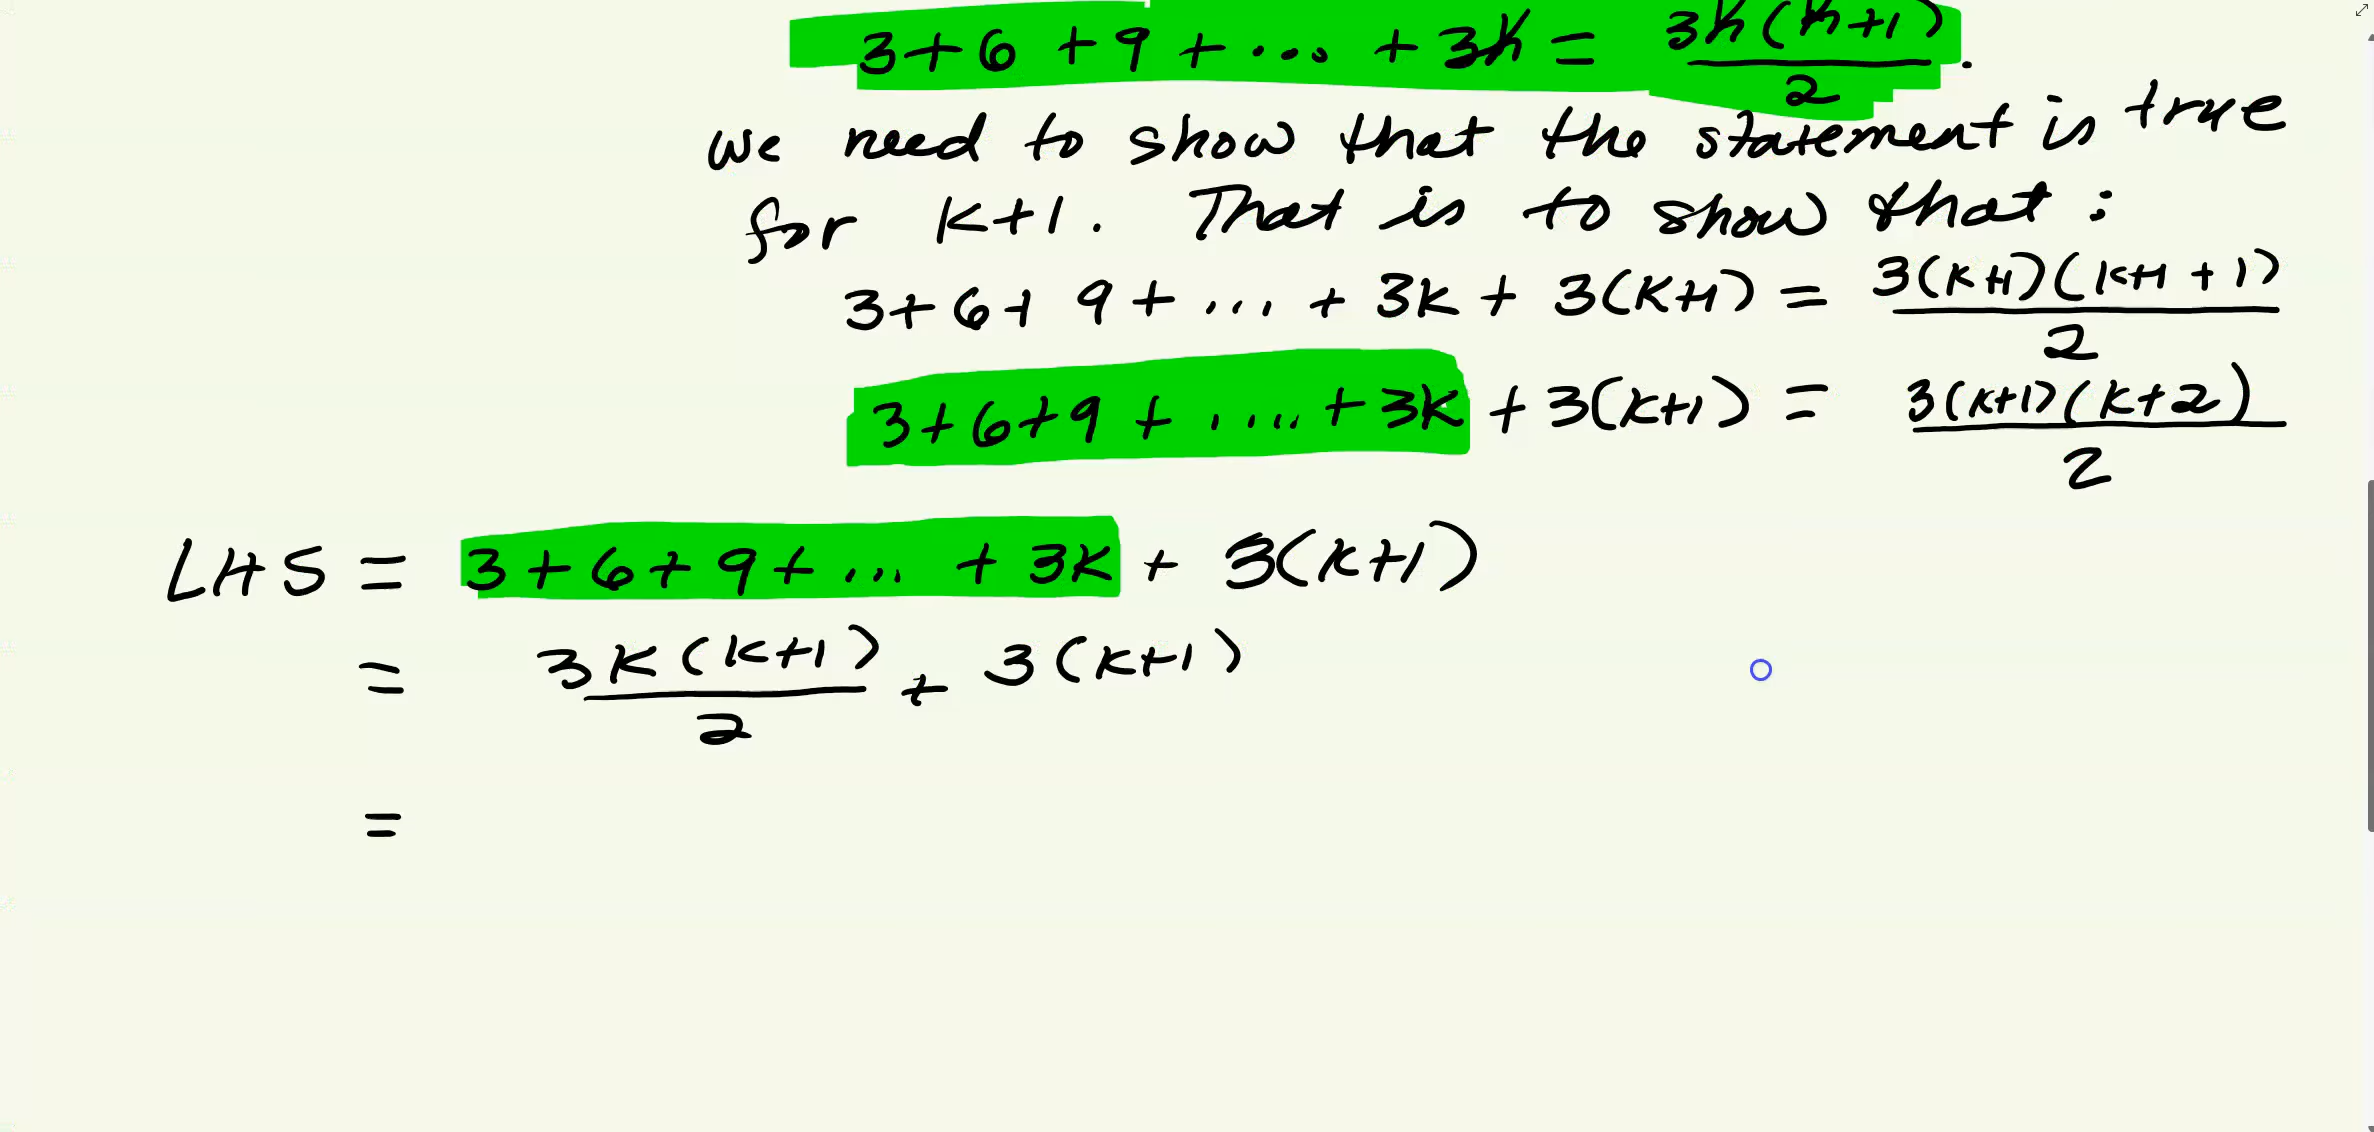 3+6+9+...+3k = 3k(k+1)/2.
we need to show that the statement is true
for k+1. That is to show that:
3+6+9+...+3k+3(k+1) = 3(k+1)(k+1+1)/2
3+6+9+.....+3k+3(k+1) = 3(k+1)(k+2)/2
LHS = 3+6+9+...+3k+3(k+1)
= 3k(k+1)/2 + 3(k+1)
=